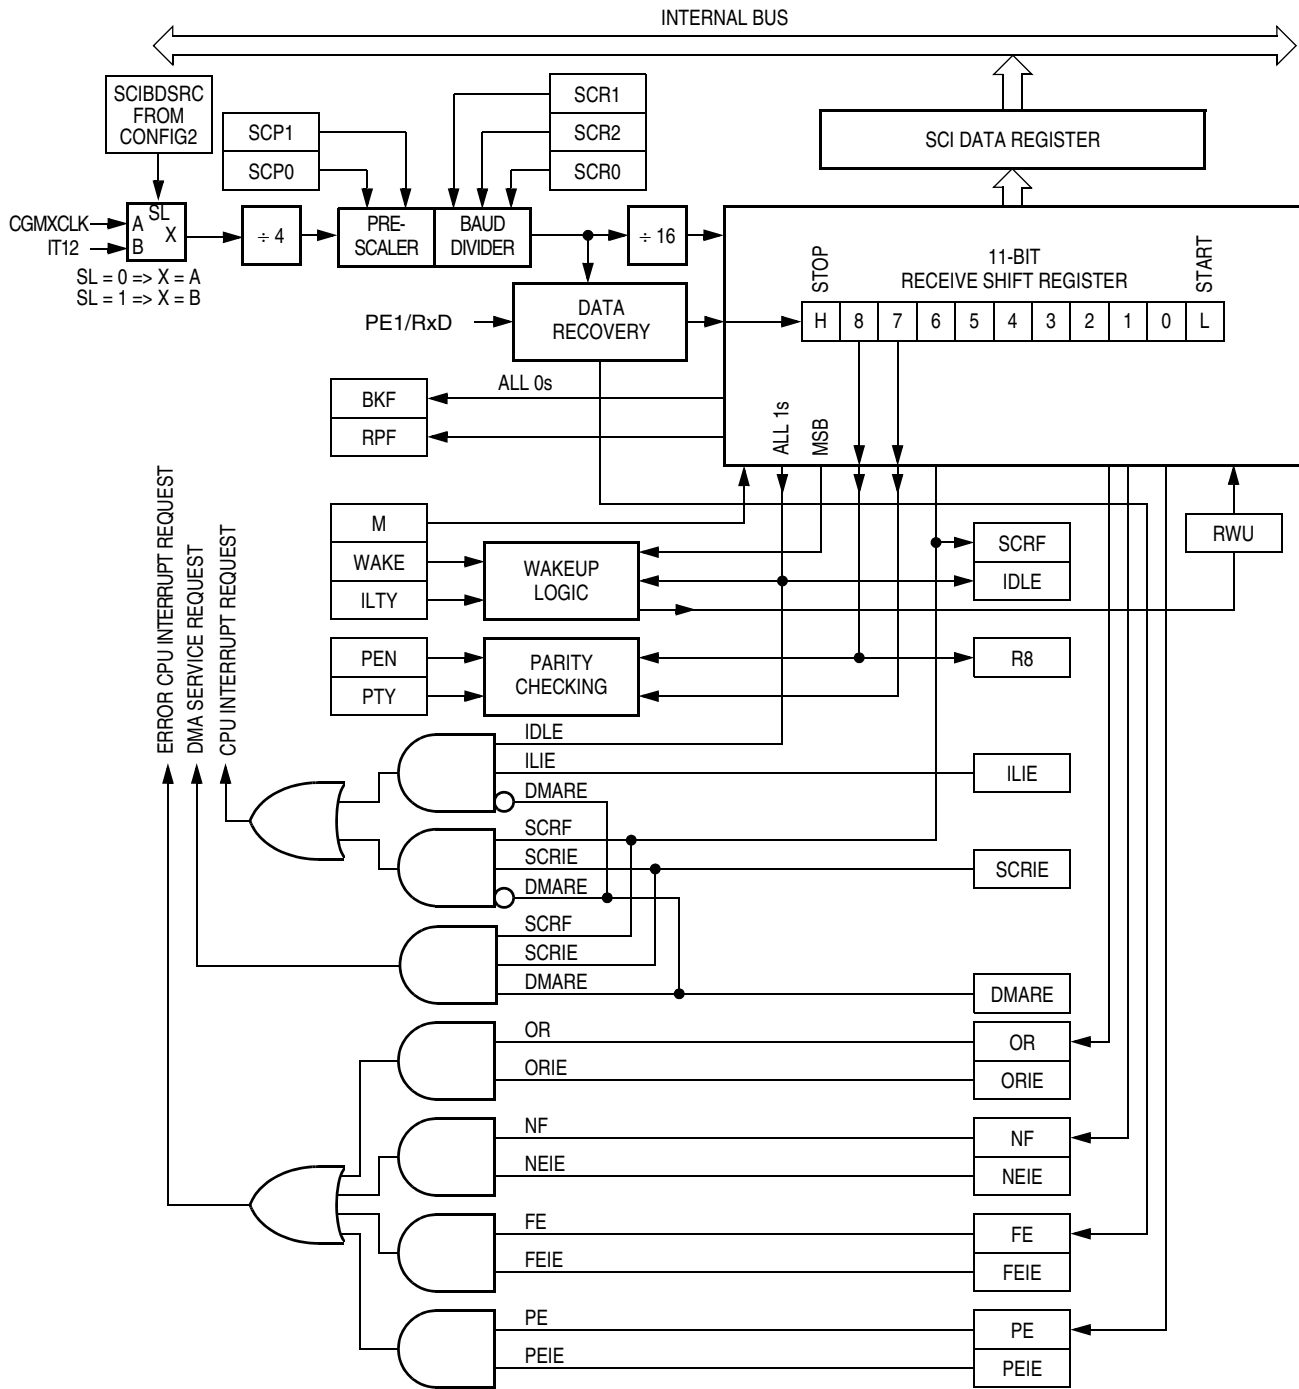 INTERNAL BUS
SCIBDSRC
FROM
CONFIG2
SCP1
SCP0
SCR1
SCR2
SCR0
SCI DATA REGISTER
CGMXCLK
IT12
A
B
SL
X
SL = 0 => X = A
SL = 1 => X = B
÷ 4
PRE-
SCALER
BAUD
DIVIDER
÷ 16
PE1/RxD
DATA
RECOVERY
11-BIT
RECEIVE SHIFT REGISTER
STOP
START
H 8 7 6 5 4 3 2 1 0 L
ALL 0s
BKF
RPF
ALL 1s
MSB
M
WAKE
ILTY
WAKEUP
LOGIC
SCRF
IDLE
RWU
PEN
PTY
PARITY
CHECKING
R8
ERROR CPU INTERRUPT REQUEST
DMA SERVICE REQUEST
CPU INTERRUPT REQUEST
IDLE
ILIE
DMARE
ILIE
SCRF
SCRIE
DMARE
SCRIE
SCRF
SCRIE
DMARE
DMARE
OR
ORIE
OR
ORIE
NF
NEIE
NF
NEIE
FE
FEIE
FE
FEIE
PE
PEIE
PE
PEIE